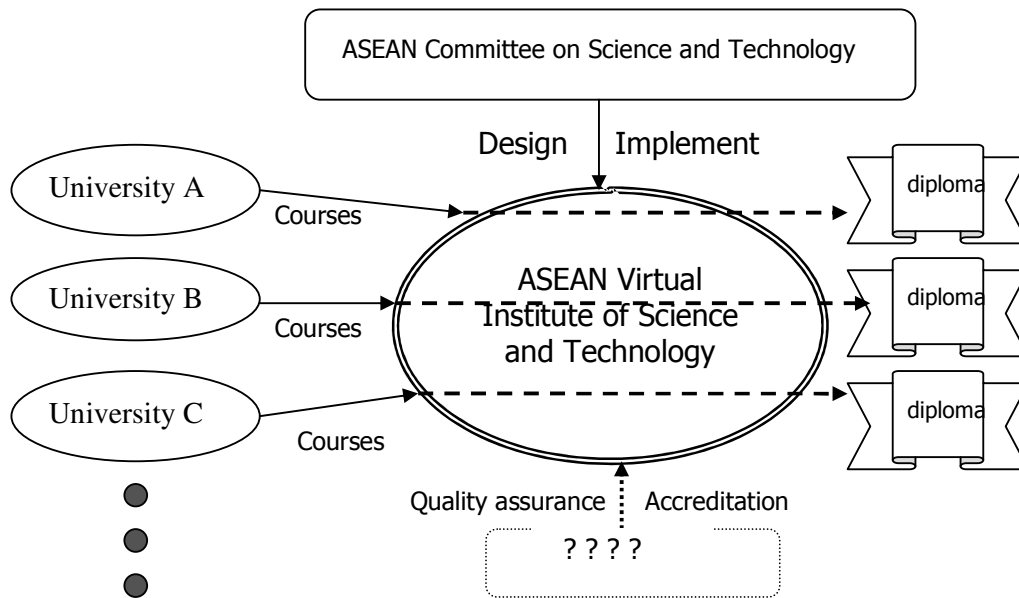 ASEAN Committee on Science and Technology
Design Implement
University A
Courses
diploma
University B
Courses
ASEAN Virtual
Institute of Science
and Technology
diploma
University C
Courses
diploma
Quality assurance Accreditation
? ? ? ?